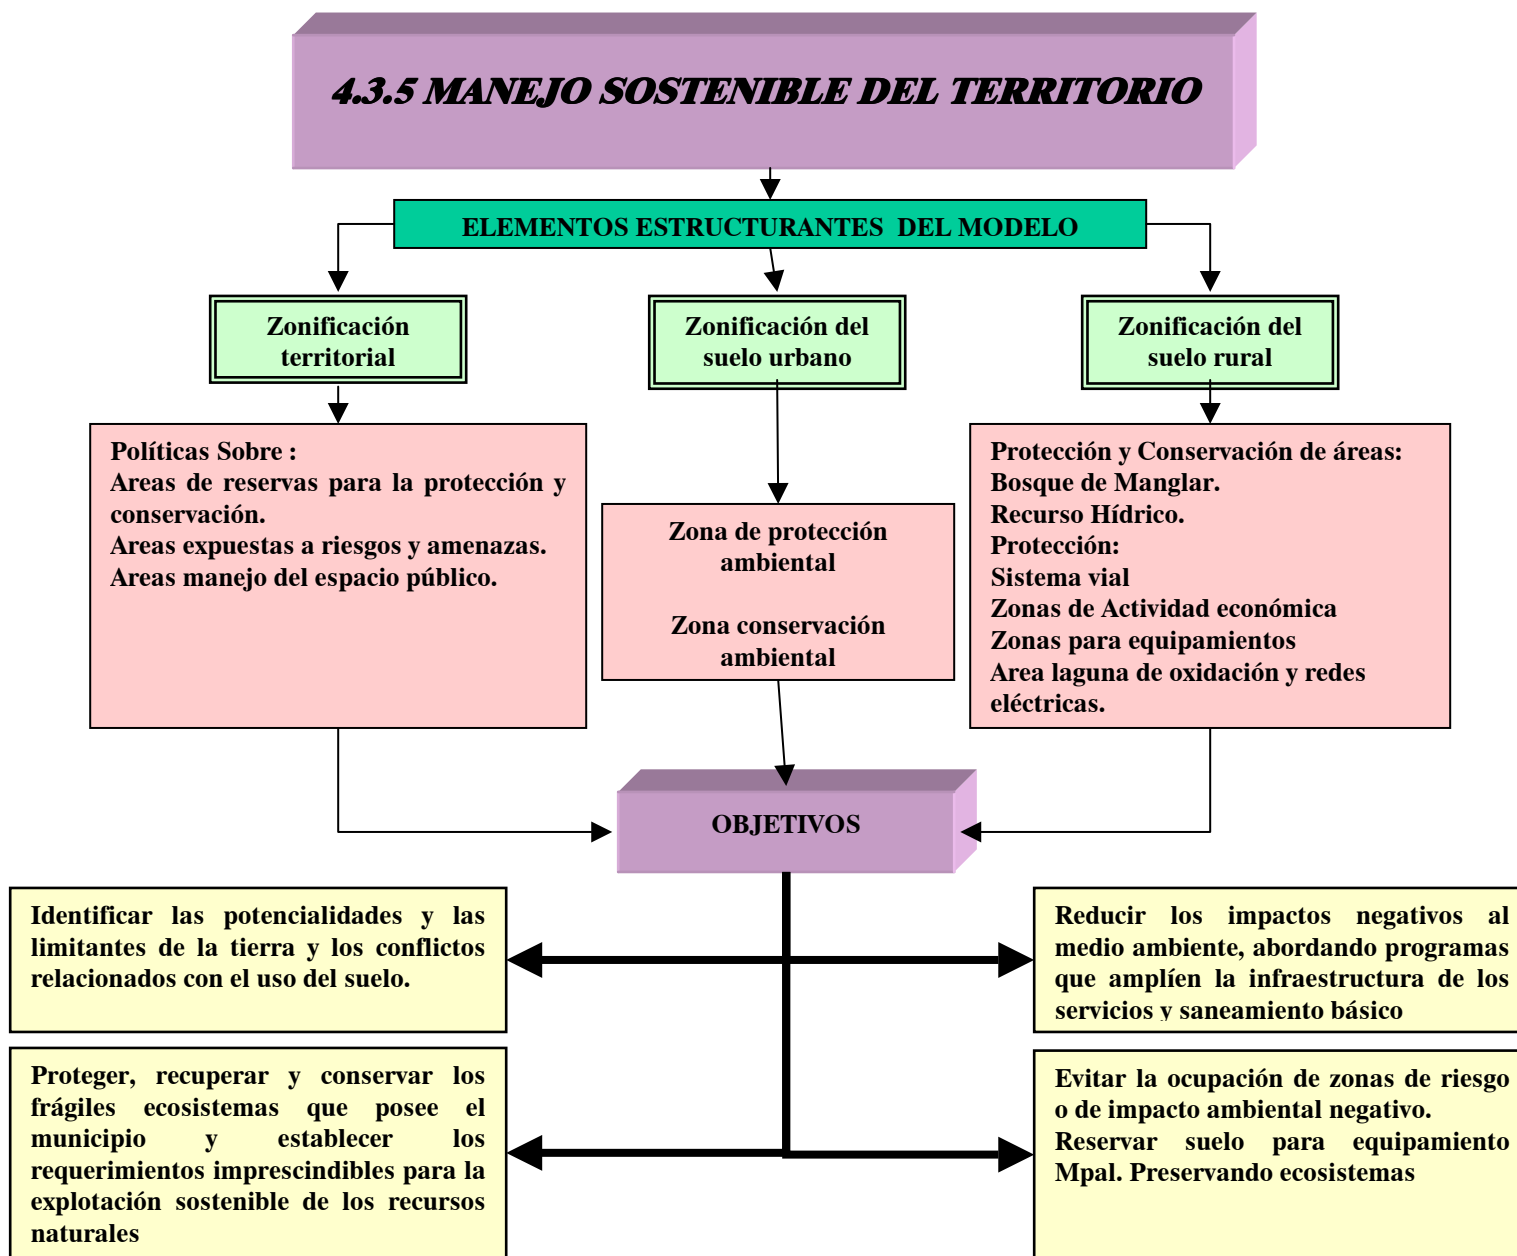 4.3.5 MANEJO SOSTENIBLE DEL TERRITORIO
ELEMENTOS ESTRUCTURANTES DEL MODELO
Zonificación
territorial
Zonificación del
suelo urbano
Zonificación del
suelo rural
Políticas Sobre :
Areas de reservas para la protección y
conservación.
Areas expuestas a riesgos y amenazas.
Areas manejo del espacio público.
Zona de protección
ambiental
Zona conservación
ambiental
Protección y Conservación de áreas:
Bosque de Manglar.
Recurso Hídrico.
Protección:
Sistema vial
Zonas de Actividad económica
Zonas para equipamientos
Area laguna de oxidación y redes
eléctricas.
OBJETIVOS
Identificar las potencialidades y las
limitantes de la tierra y los conflictos
relacionados con el uso del suelo.
Reducir los impactos negativos al
medio ambiente, abordando programas
que amplíen la infraestructura de los
servicios y saneamiento básico
Proteger, recuperar y conservar los
frágiles ecosistemas que posee el
municipio y establecer los
requerimientos imprescindibles para la
explotación sostenible de los recursos
naturales
Evitar la ocupación de zonas de riesgo
o de impacto ambiental negativo.
Reservar suelo para equipamiento
Mpal. Preservando ecosistemas